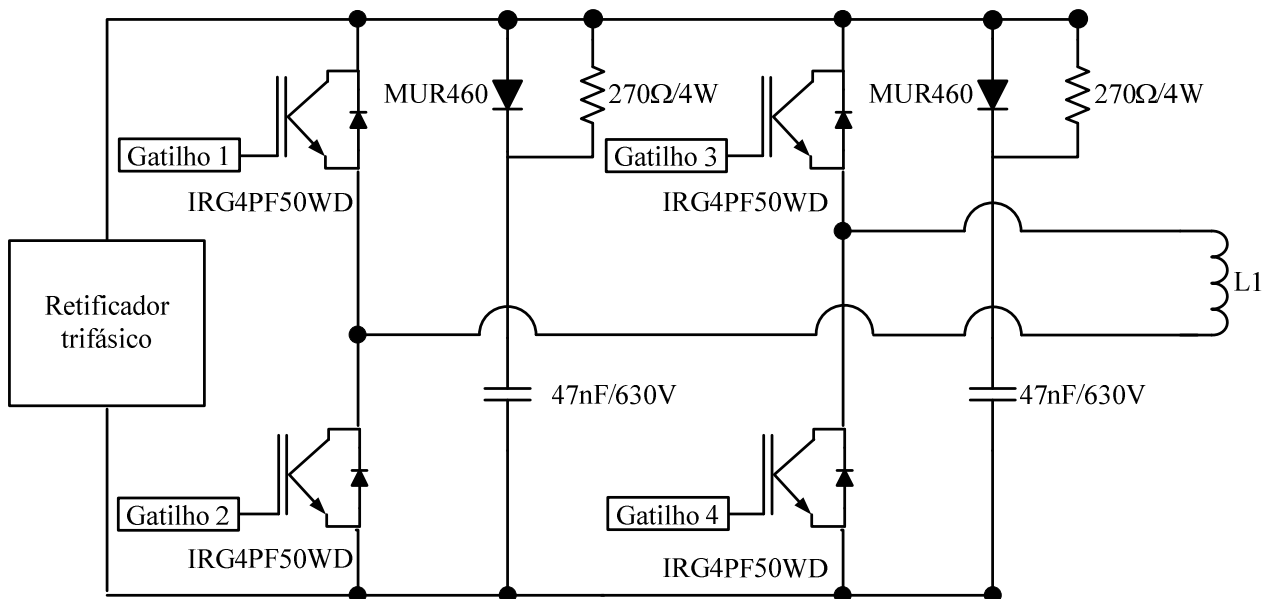 MUR460
270Ω/4W
MUR460
270Ω/4W
Gatilho 1
Gatilho 3
IRG4PF50WD
IRG4PF50WD
Retificador
trifásico
L1
47nF/630V
47nF/630V
Gatilho 2
Gatilho 4
IRG4PF50WD
IRG4PF50WD